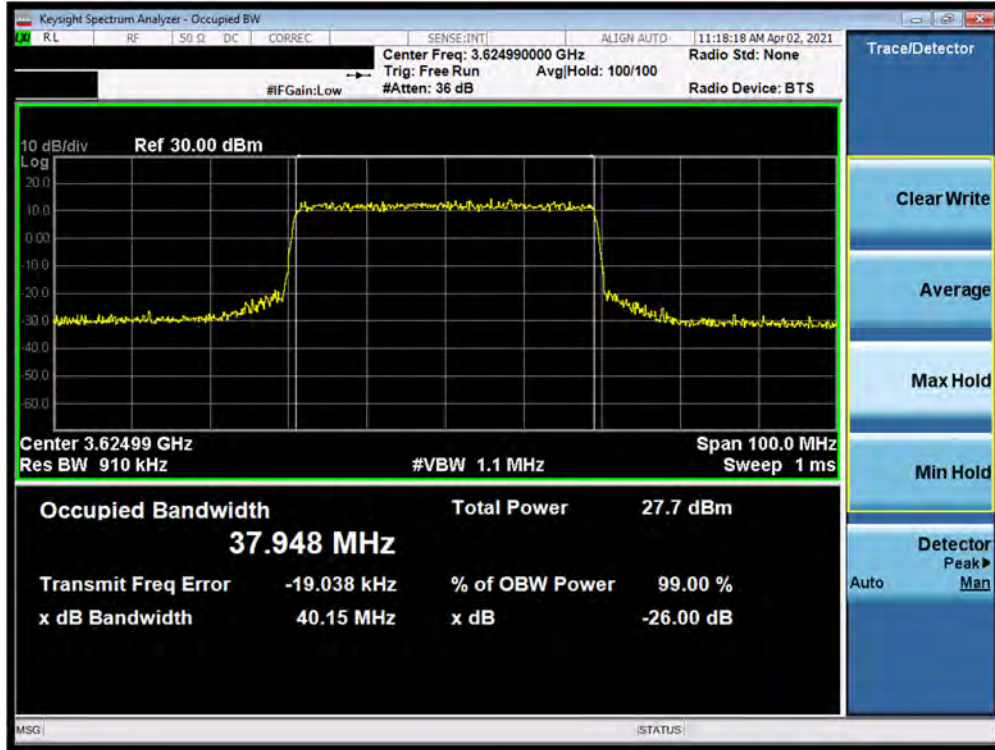 Keysight Spectrum Analyzer - Occupied BW
LXI RL RF 50 Ω DC CORREC SENSE:INT ALIGN AUTO 11:18:18 AM Apr 02, 2021
Center Freq: 3.624990000 GHz Radio Std: None
Trig: Free Run Avg|Hold: 100/100
#IFGain:Low #Atten: 36 dB Radio Device: BTS
10 dB/div Ref 30.00 dBm
Log
20.0
10.0
0.00
-10.0
-20.0
-30.0
-40.0
-50.0
-60.0
Center 3.62499 GHz Span 100.0 MHz
Res BW 910 kHz #VBW 1.1 MHz Sweep 1 ms
Occupied Bandwidth Total Power 27.7 dBm
37.948 MHz
Transmit Freq Error -19.038 kHz % of OBW Power 99.00 %
x dB Bandwidth 40.15 MHz x dB -26.00 dB
MSG STATUS
Trace/Detector
Clear Write
Average
Max Hold
Min Hold
Detector
Peak▶
Auto Man